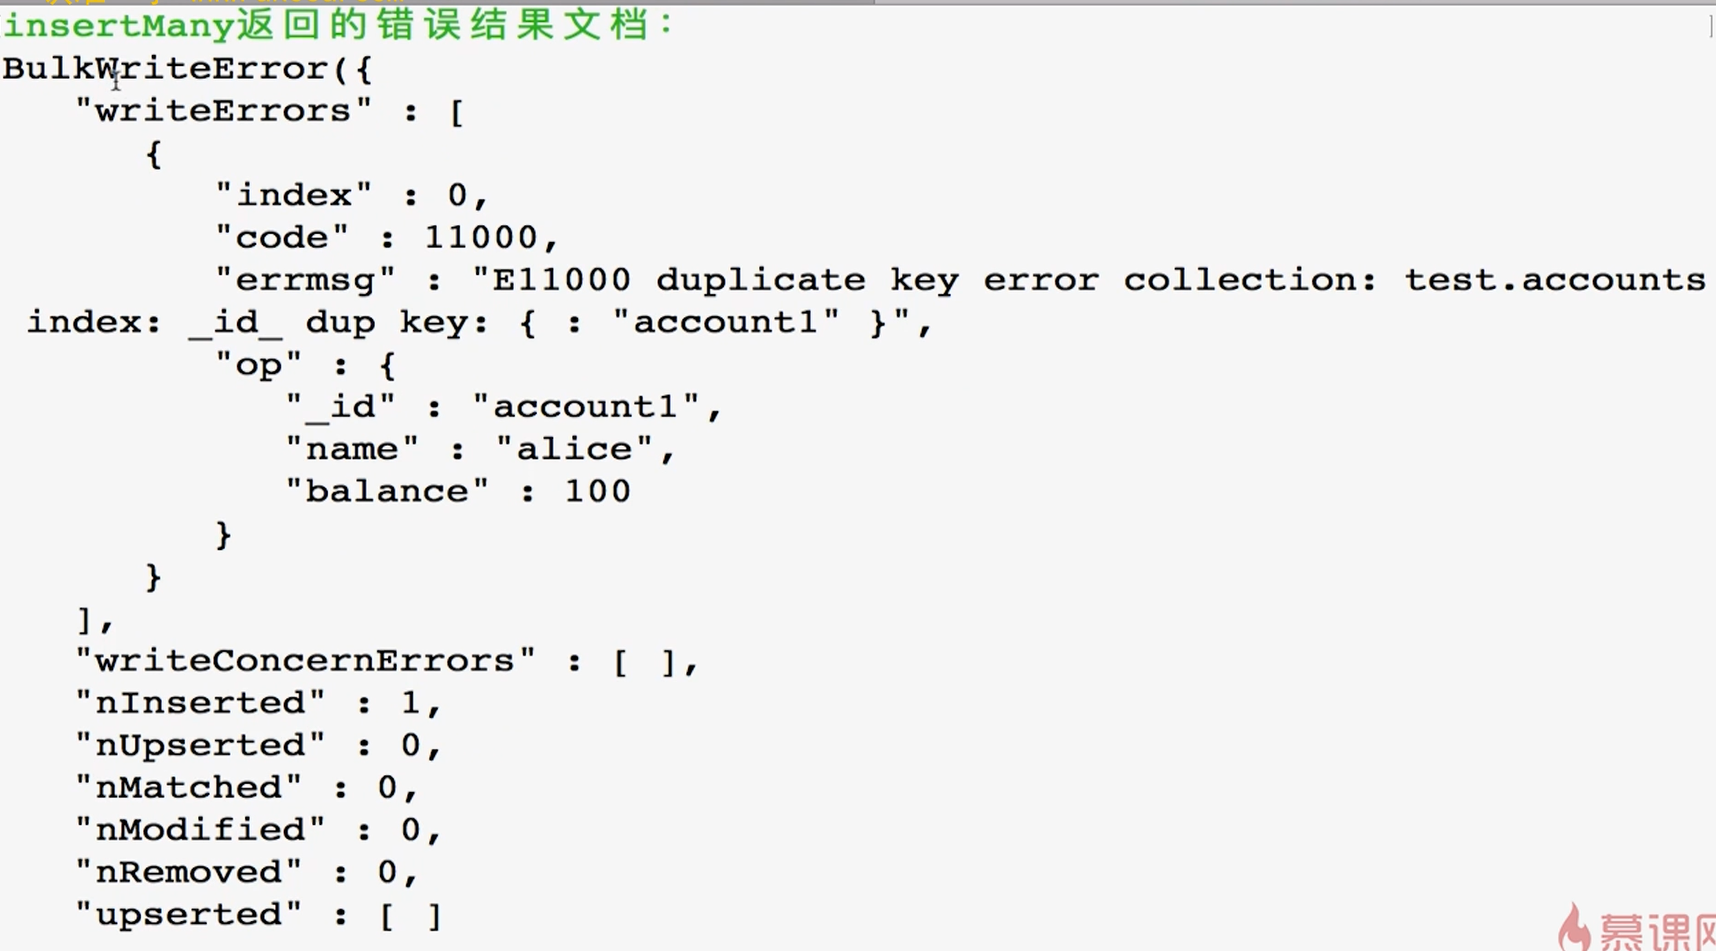 insertMany返回的错误结果文档：
BulkWriteError({
"writeErrors" : [
{
"index" : 0,
"code" : 11000,
"errmsg" : "E11000 duplicate key error collection: test.accounts
index: _id_ dup key: { : "account1" }",
"op" : {
"_id" : "account1",
"name" : "alice",
"balance" : 100
}
}
],
"writeConcernErrors" : [ ],
"nInserted" : 1,
"nUpserted" : 0,
"nMatched" : 0,
"nModified" : 0,
"nRemoved" : 0,
"upserted" : [ ]
慕课网